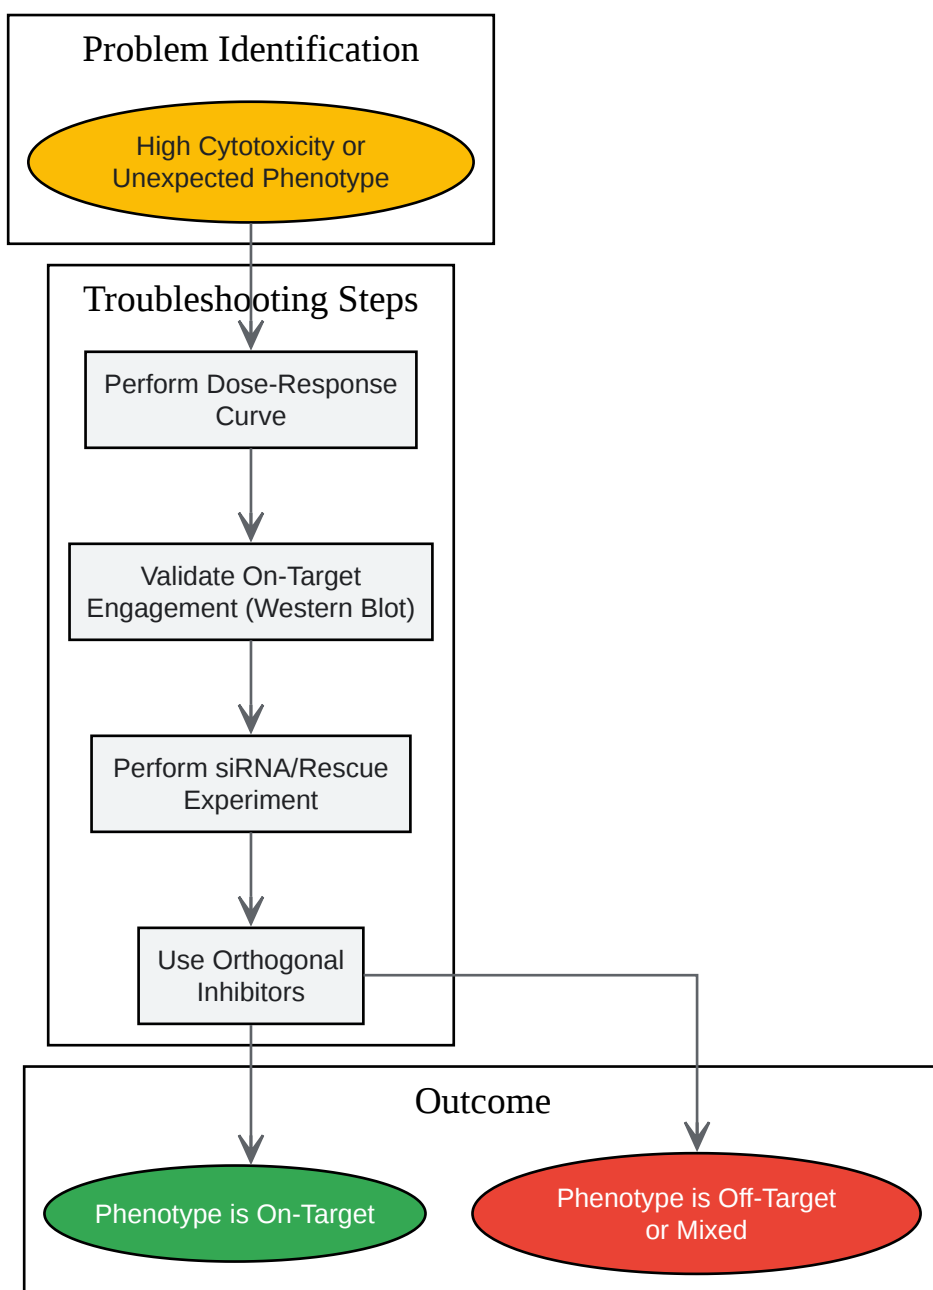 Problem Identification
High Cytotoxicity or
Unexpected Phenotype
Troubleshooting Steps
Perform Dose-Response
Curve
Validate On-Target
Engagement (Western Blot)
Perform siRNA/Rescue
Experiment
Use Orthogonal
Inhibitors
Outcome
Phenotype is On-Target
Phenotype is Off-Target
or Mixed